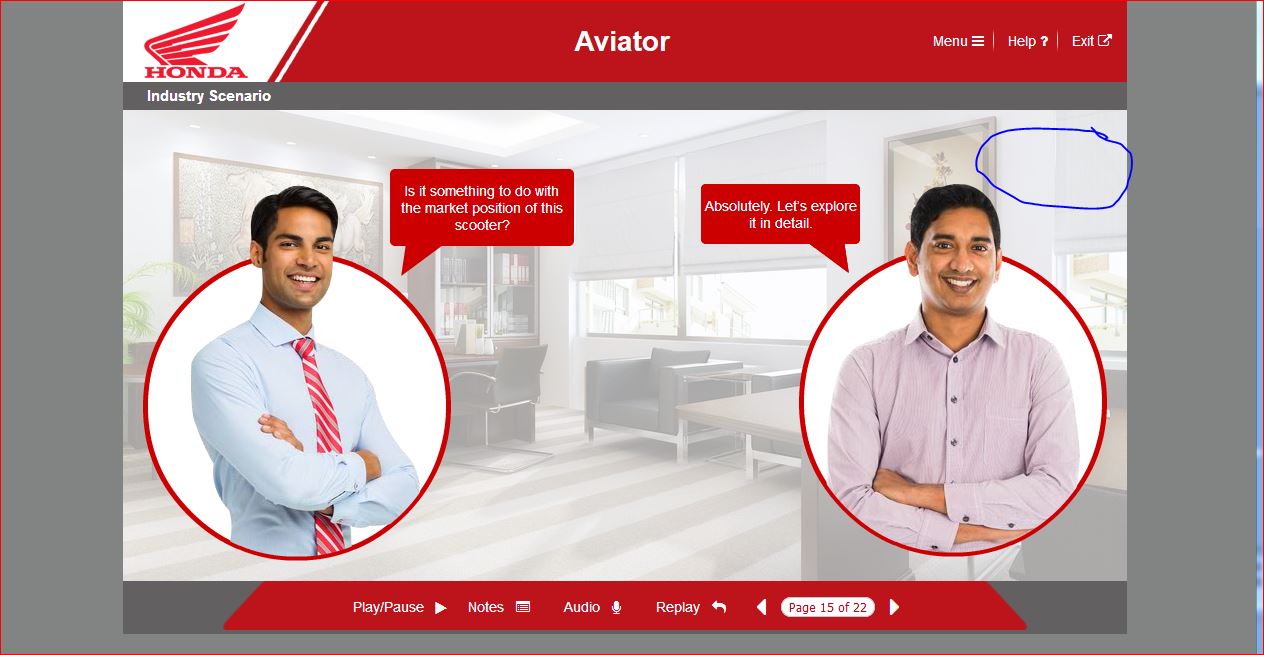 HONDA
Aviator
Menu
Help ?
Exit
Industry Scenario
Is it something to do with
the market position of this
scooter?
Absolutely. Let's explore
it in detail.
Play/Pause
Notes
Audio
Replay
Page 15 of 22